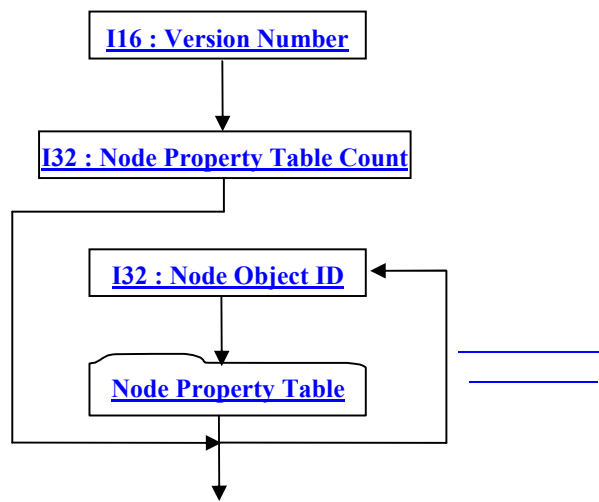 I16 : Version Number
I32 : Node Property Table Count
I32 : Node Object ID
Node Property Table